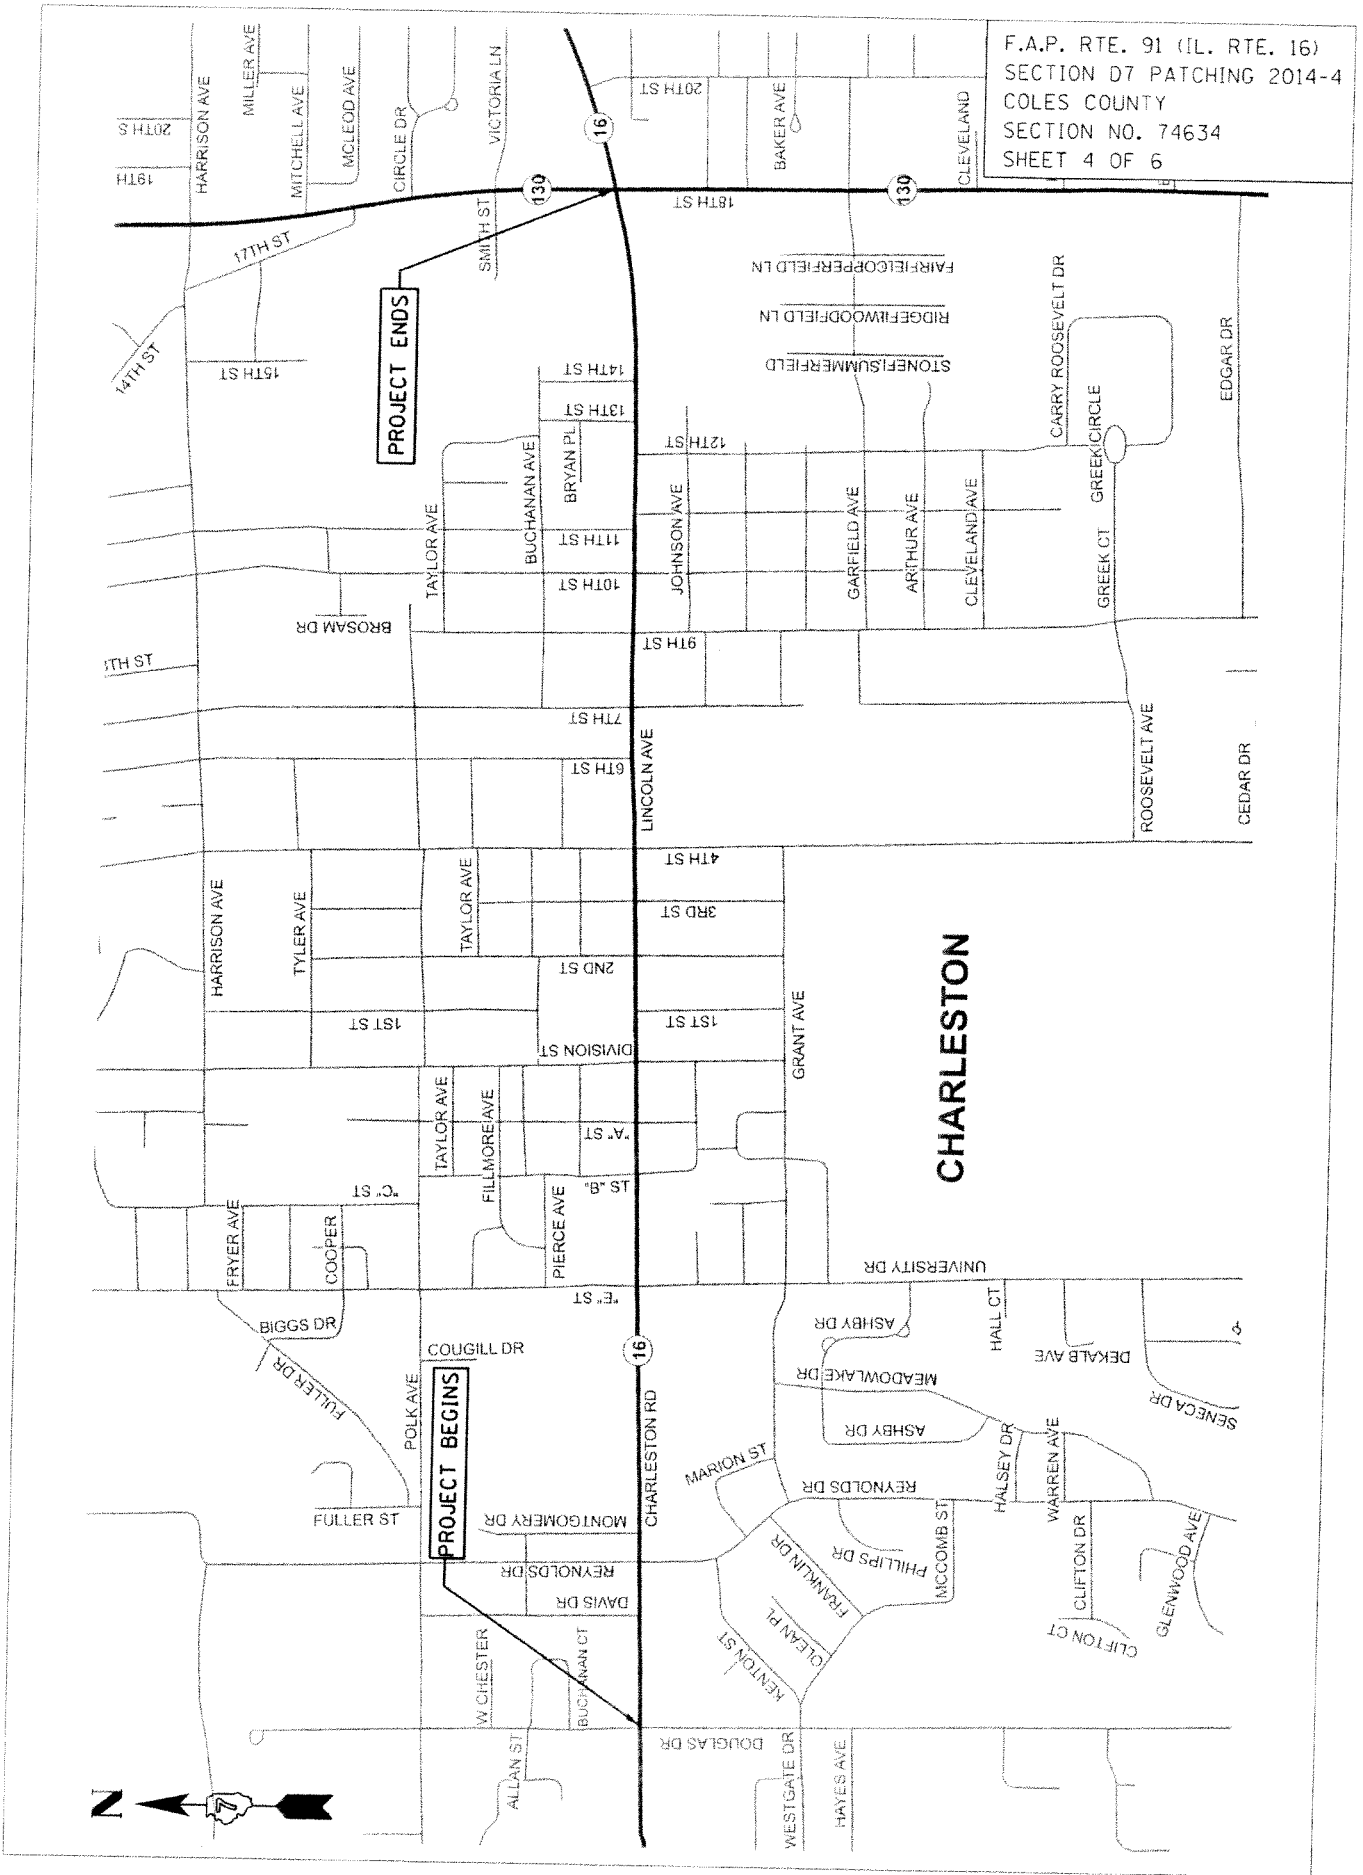 F.A.P. RTE. 91 (IL. RTE. 16)
SECTION D7 PATCHING 2014-4
COLES COUNTY
SECTION NO. 74634
SHEET 4 OF 6
MILLER AVE
HARRISON AVE
20TH S
19TH
MITCHELL AVE
MCLEOD AVE
CIRCLE DR
VICTORIA LN
SMITH ST
130
16
20TH ST
BAKER AVE
CLEVELAND
18TH ST
130
17TH ST
14TH ST
15TH ST
PROJECT ENDS
FAIRFIELCOPPERFIELD LN
RIDGEFIWOODFIELD LN
STONEFISUMMERFIELD
CARRY ROOSEVELT DR
EDGAR DR
14TH ST
13TH ST
12TH ST
BRYAN PL
BUCHANAN AVE
TAYLOR AVE
11TH ST
10TH ST
JOHNSON AVE
GARFIELD AVE
ARTHUR AVE
CLEVELAND AVE
GREEK CIRCLE
GREEK CT
BROSAM DR
9TH ST
TH ST
7TH ST
6TH ST
LINCOLN AVE
ROOSEVELT AVE
CEDAR DR
4TH ST
3RD ST
2ND ST
1ST ST
1ST ST
HARRISON AVE
TYLER AVE
TAYLOR AVE
DIVISION ST
GRANT AVE
CHARLESTON
TAYLOR AVE
FILLMORE AVE
"A" ST
"B" ST
"C" ST
FRYER AVE
COOPER
PIERCE AVE
"E" ST
UNIVERSITY DR
BIGGS DR
FULLER DR
COUGILL DR
POLK AVE
PROJECT BEGINS
16
CHARLESTON RD
ASHBY DR
HALL CT
DEKALB AVE
MEADOWLAKE DR
SENECA DR
ASHBY DR
MARION ST
HALSEY DR
WARREN AVE
REYNOLDS DR
FULLER ST
MONTGOMERY DR
REYNOLDS DR
DAVIS DR
FRANKLIN DR
PHILLIPS DR
MCCOMB ST
CLIFTON DR
GLENWOOD AVE
CLIFTON CT
OLEAN PL
KENTON ST
W CHESTER
BUCHANAN CT
ALLAN ST
DOUGLAS DR
WESTGATE DR
HAYES AVE
N
7